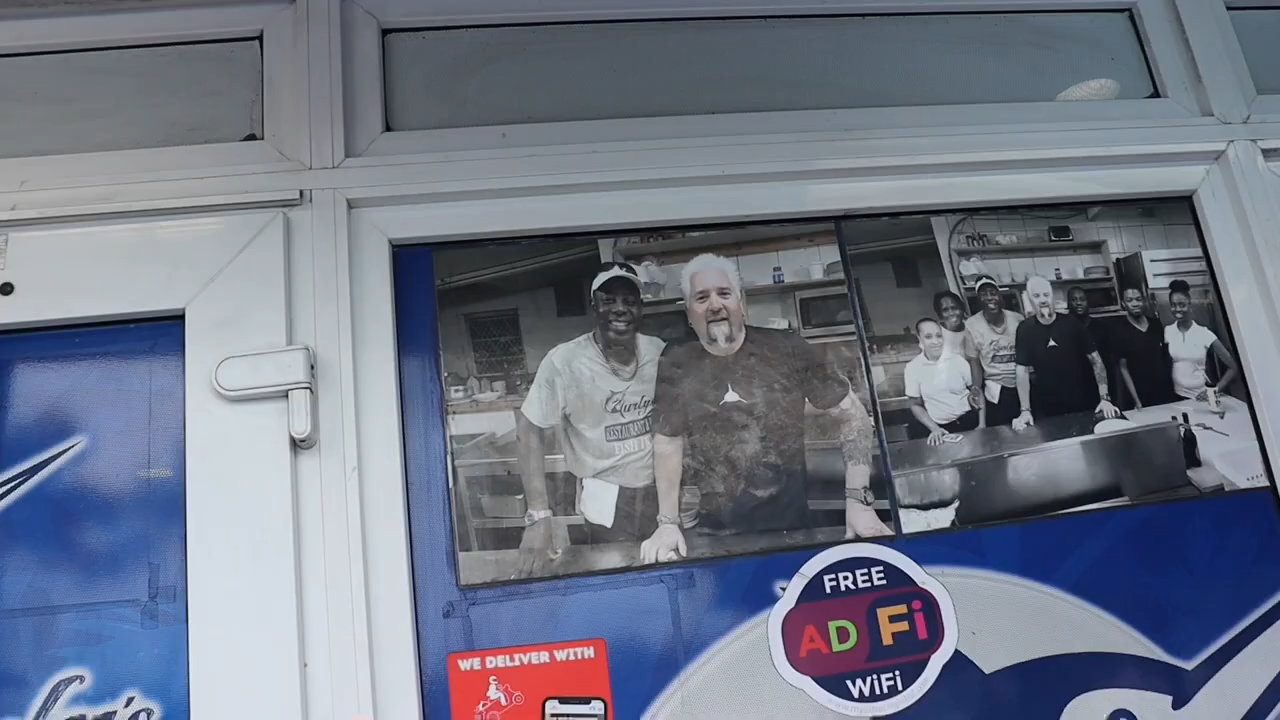 Curly's
RESTAURANT
FISH
WE DELIVER WITH
FREE
ADFi
WiFi